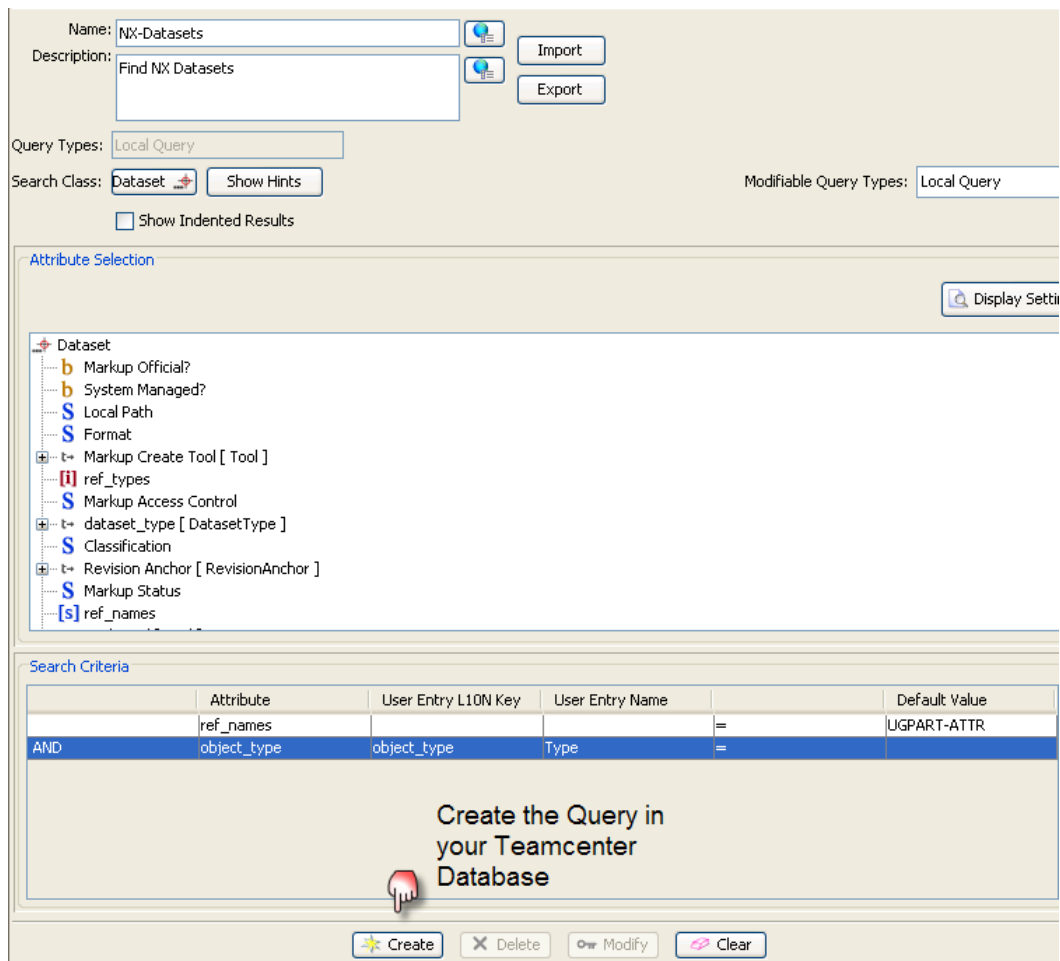 Name: NX-Datasets
Import
Description: Find NX Datasets
Export
Query Types: Local Query
Search Class: Dataset Show Hints Modifiable Query Types: Local Query
Show Indented Results
Attribute Selection
Display Setti
Dataset
b Markup Official?
b System Managed?
S Local Path
S Format
Markup Create Tool [ Tool ]
[i] ref_types
S Markup Access Control
dataset_type [ DatasetType ]
S Classification
Revision Anchor [ RevisionAnchor ]
S Markup Status
[s] ref_names
Search Criteria
Attribute User Entry L10N Key User Entry Name Default Value
ref_names = UGPART-ATTR
AND object_type object_type Type =
Create the Query in
your Teamcenter
Database
Create Delete Modify Clear